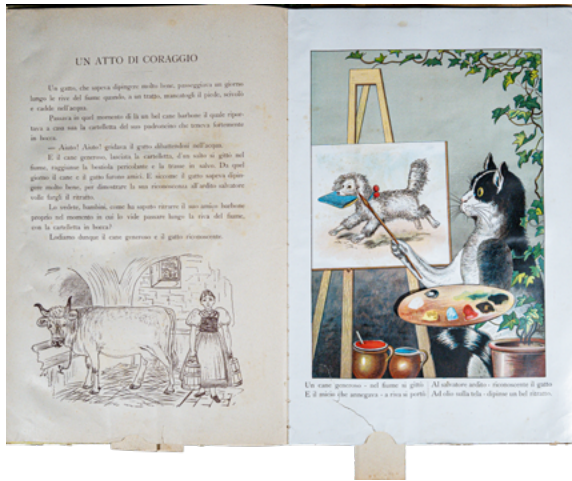 UN ATTO DI CORAGGIO
Un gatto, che sapeva dipingere molto bene, passeggiava un giorno
lungo la riva del fiume quando, a un tratto, mancatogli il piede, scivolò
e cadde nell'acqua.
Passava in quel momento di là un bel cane barbone il quale ripor-
tava a casa sua la cartelletta del suo padroncino che teneva fortemente
in bocca.
— Aiuto! Aiuto! gridava il gatto dibattendosi nell'acqua.
E il cane generoso, lasciata la cartelletta, d'un salto si gittò nel
fiume, raggiunse la bestiola pericolante e la trasse in salvo. Da quel
giorno il cane e il gatto furono amici. E siccome il gatto sapeva dipin-
gere molto bene, per dimostrare la sua riconoscenza all'ardito salvatore
volle fargli il ritratto.
Lo vedete, bambini, come ha saputo ritrarre il suo amico barbone
proprio nel momento in cui lo vide passare lungo la riva del fiume,
con la cartelletta in bocca?
Lodiamo dunque il cane generoso e il gatto riconoscente.
Un cane generoso - nel fiume si gittò
E il micio che annegava - a riva si portò
Al salvatore ardito - riconoscente il gatto
Ad olio sulla tela - dipinse un bel ritratto.